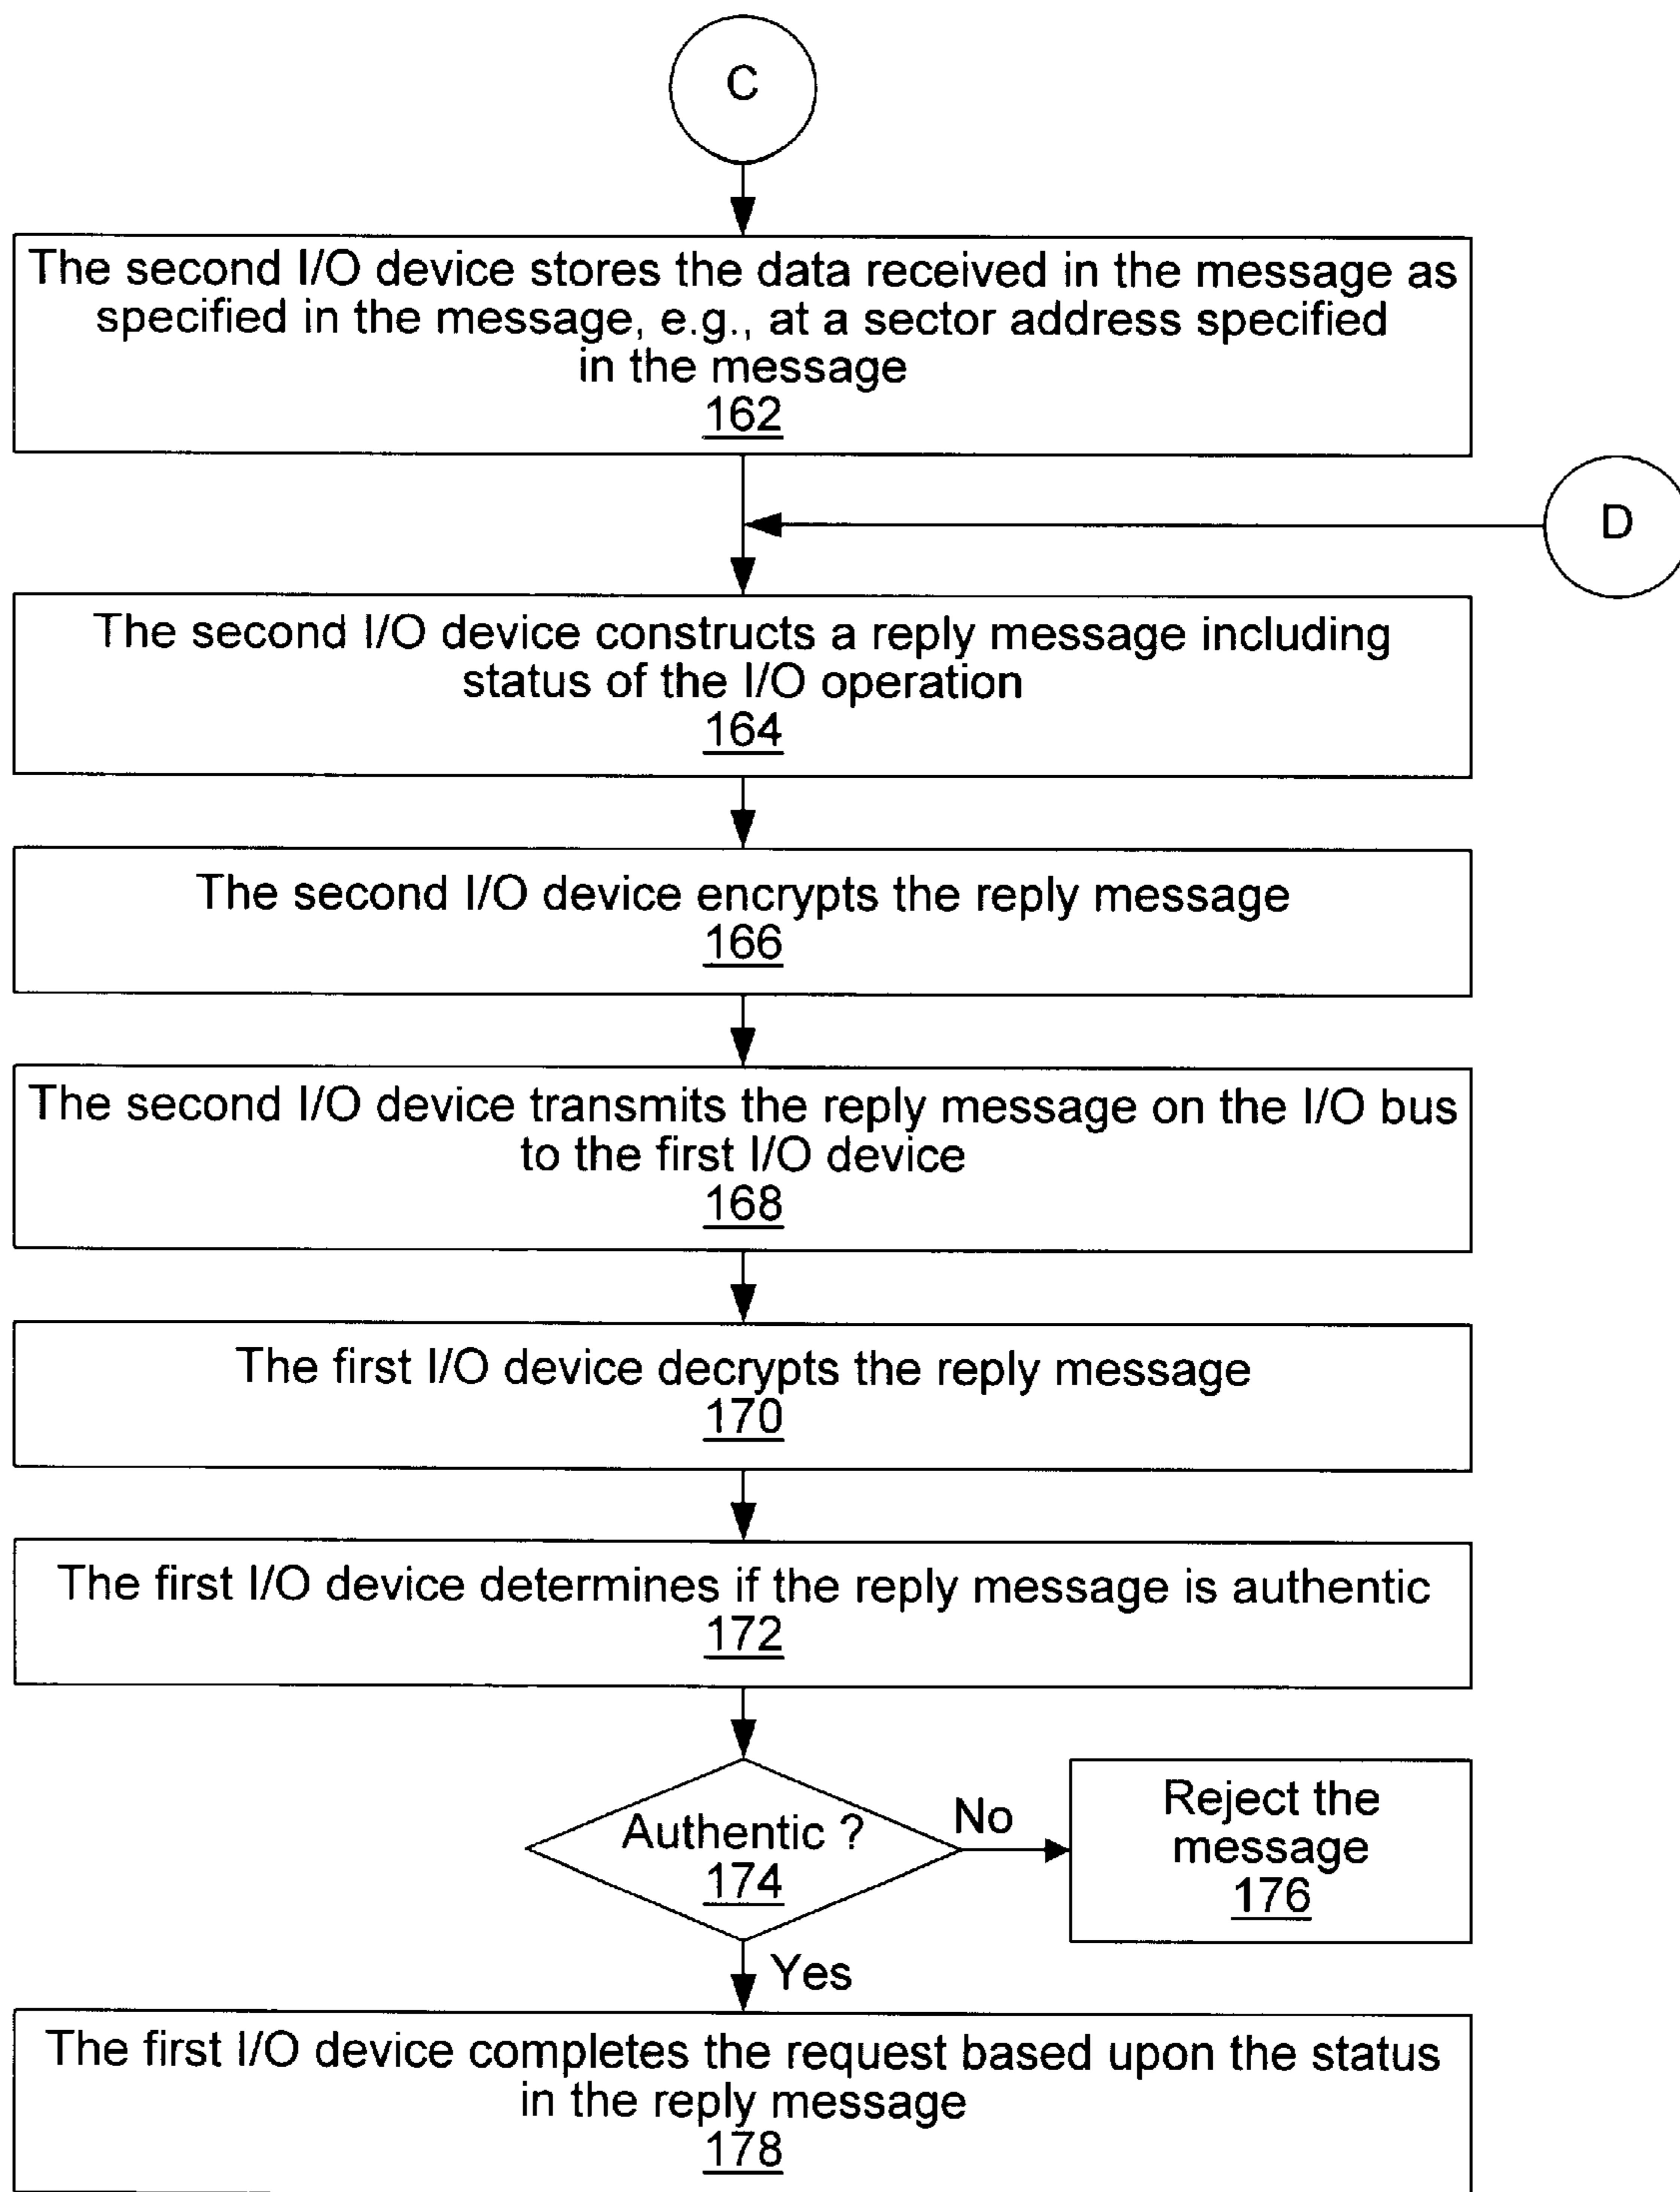 C
The second I/O device stores the data received in the message as
specified in the message, e.g., at a sector address specified
in the message
162
D
The second I/O device constructs a reply message including
status of the I/O operation
164
The second I/O device encrypts the reply message
166
The second I/O device transmits the reply message on the I/O bus
to the first I/O device
168
The first I/O device decrypts the reply message
170
The first I/O device determines if the reply message is authentic
172
Authentic ?
174
No
Reject the
message
176
Yes
The first I/O device completes the request based upon the status
in the reply message
178